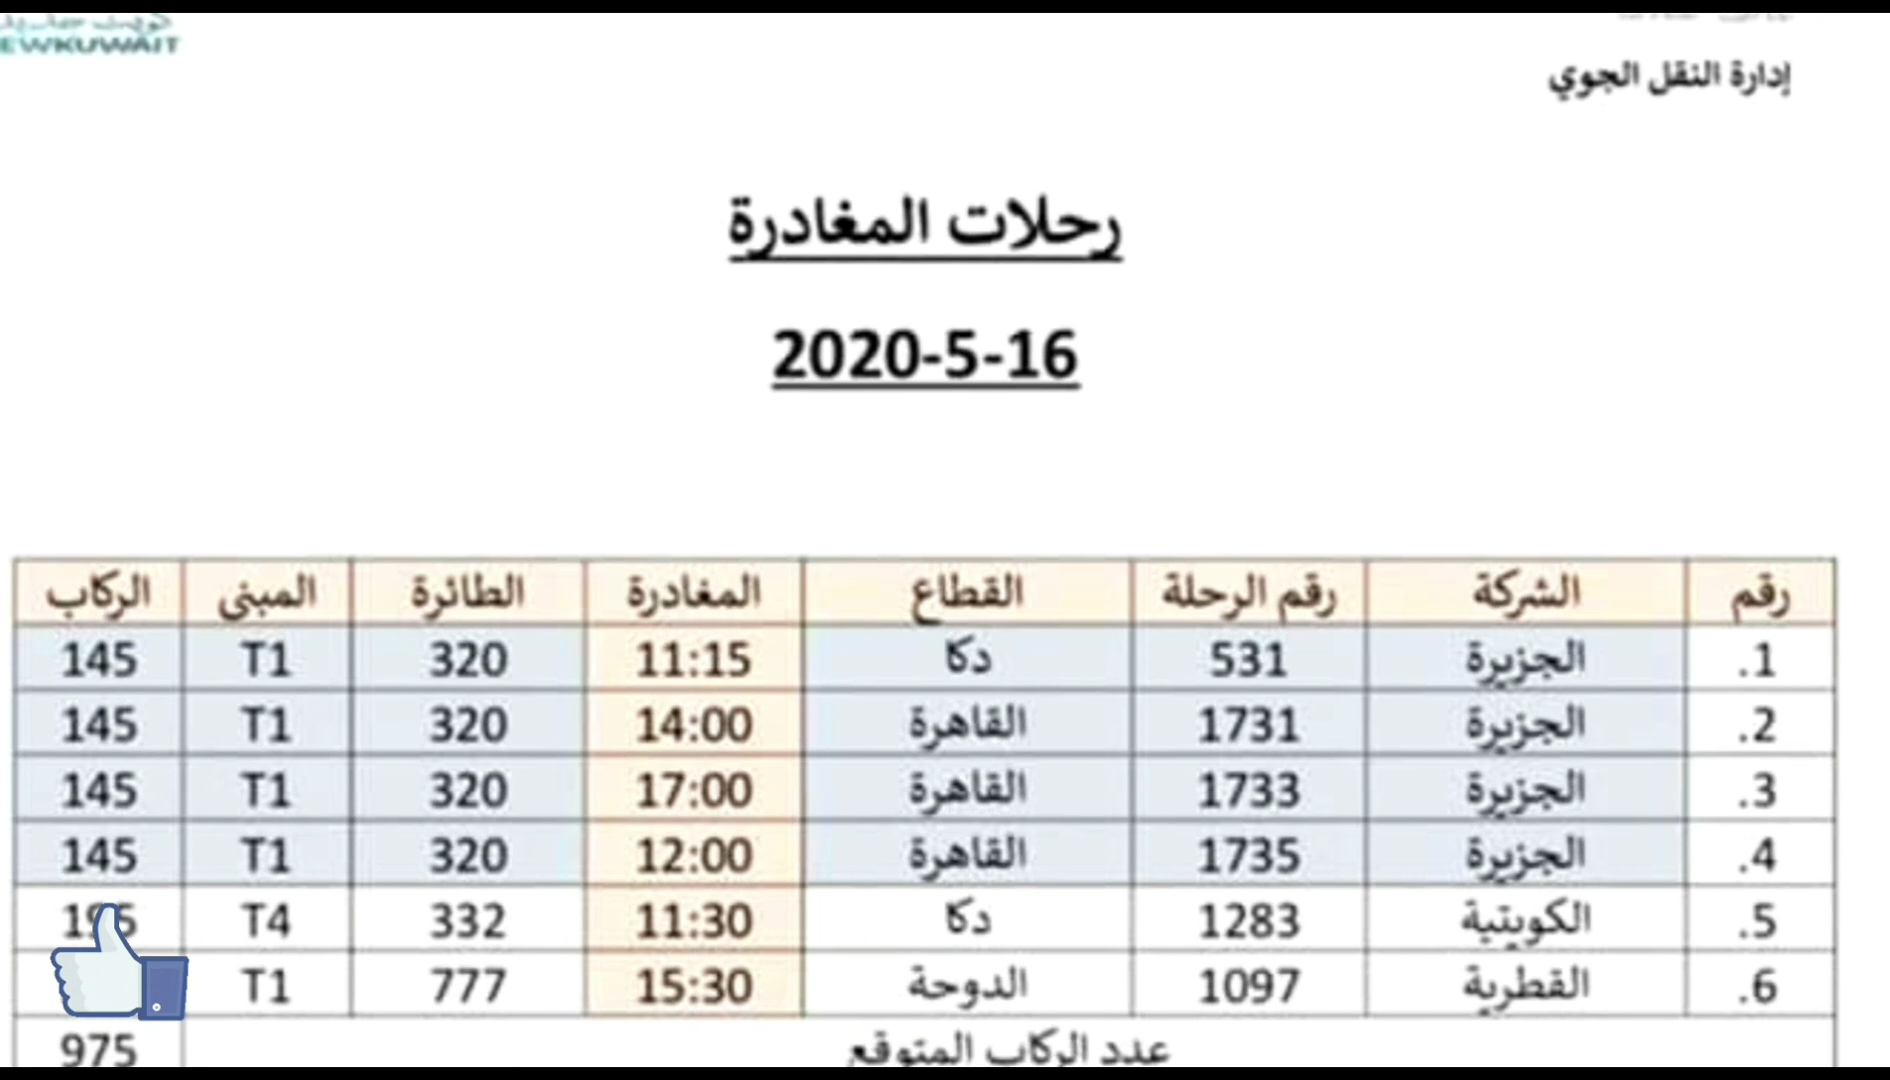 EWKUWAIT
إدارة النقل الجوي
رحلات المغادرة
2020-5-16
رقم الشركة رقم الرحلة القطاع المغادرة الطائرة المبنى الركاب
.1 الجزيرة 531 دكا 11:15 320 T1 145
.2 الجزيرة 1731 القاهرة 14:00 320 T1 145
.3 الجزيرة 1733 القاهرة 17:00 320 T1 145
.4 الجزيرة 1735 القاهرة 12:00 320 T1 145
.5 الكويتية 1283 دكا 11:30 332 T4
.6 القطرية 1097 الدوحة 15:30 777 T1
عدد الركاب المتوقع 975